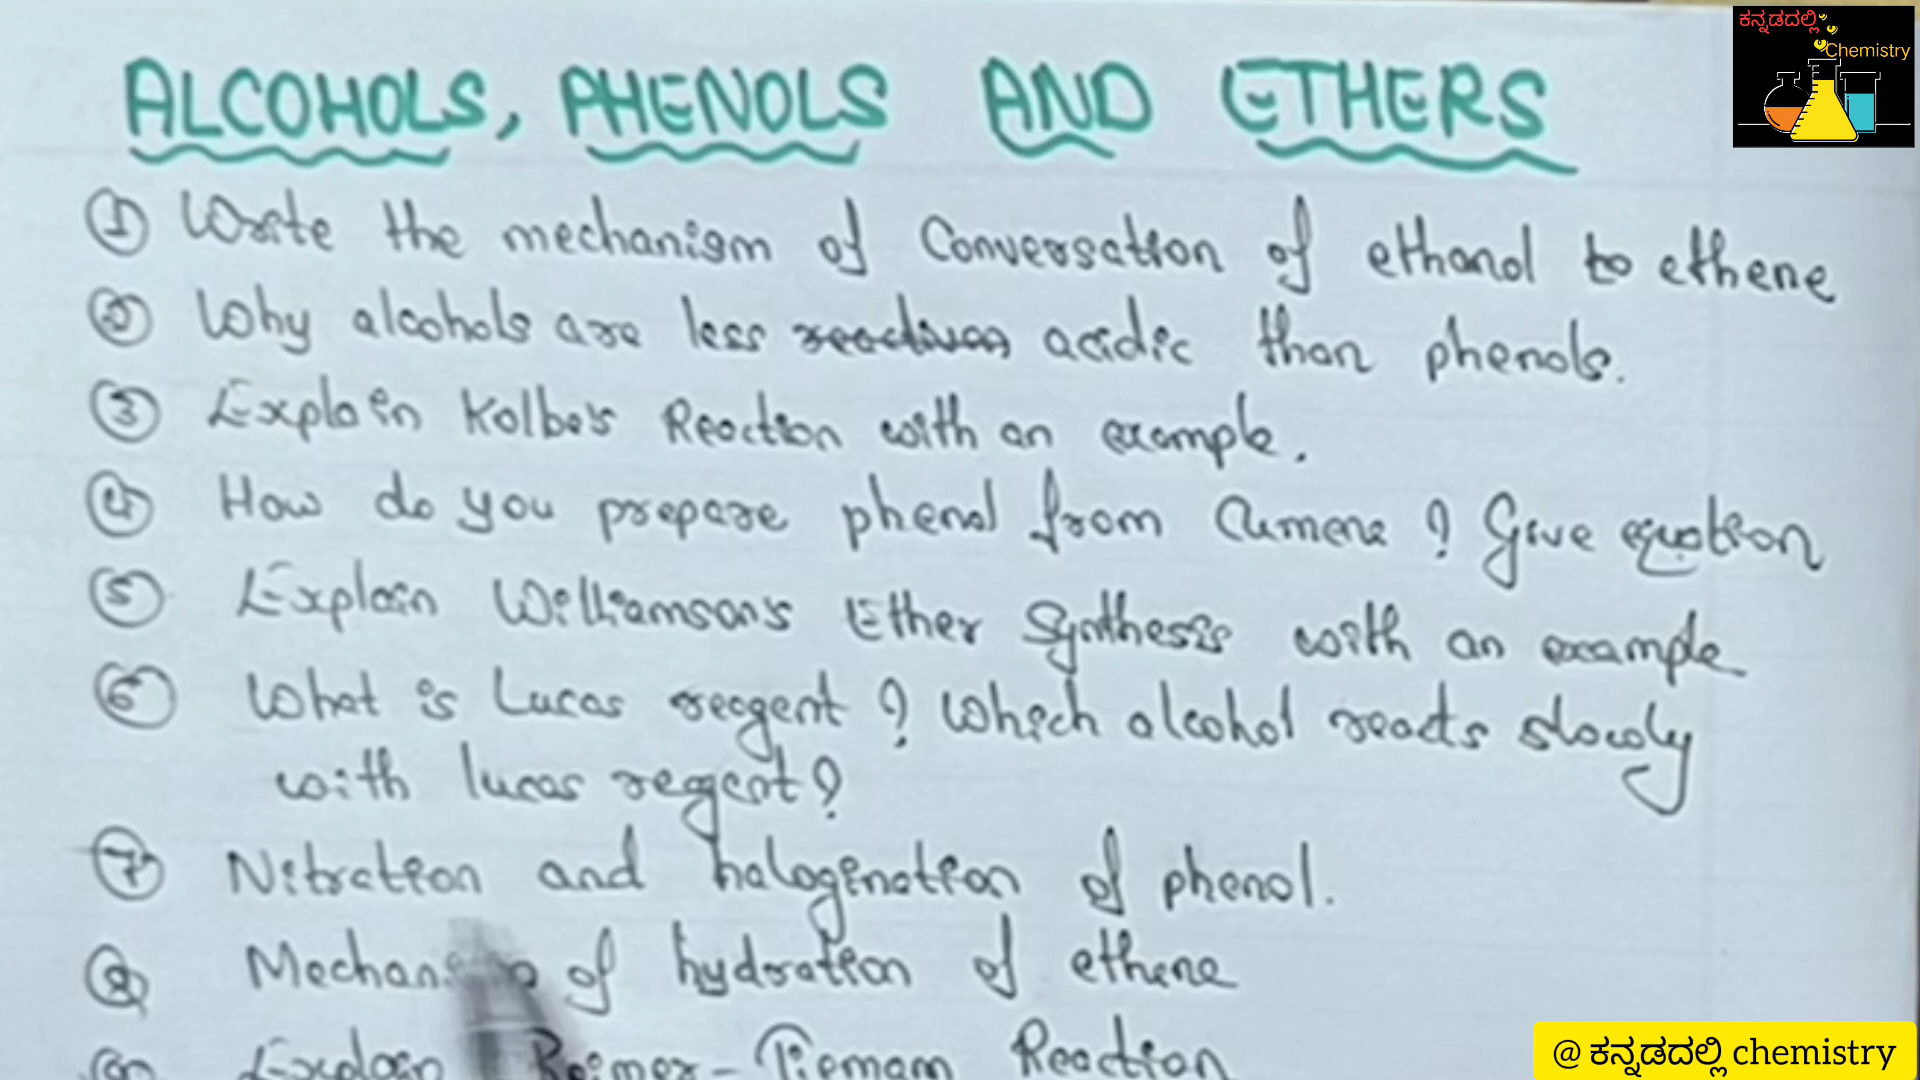 ALCOHOLS, PHENOLS AND ETHERS
① Write the mechanism of Conversation of ethanol to ethene
② Why alcohols are less acidic than phenols.
③ Explain Kolbe's Reaction with an example.
④ How do you prepare phenol from Cumene ? Give equation
⑤ Explain Williamson's Ether Synthesis with an example
⑥ What is Lucas reagent ? Which alcohol reacts slowly
with lucas regent?
⑦ Nitration and halogenation of phenol.
⑧ of hydration of ethene
Explain Reimer-Tiemann Reaction
ಕನ್ನಡದಲ್ಲಿ
Chemistry
@ ಕನ್ನಡದಲ್ಲಿ chemistry